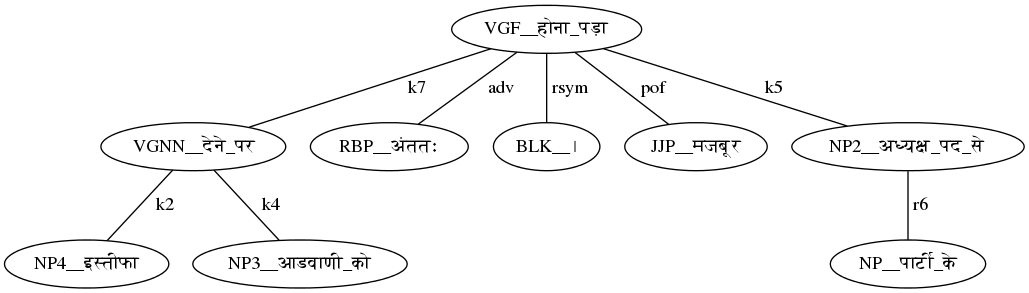 VGF__होना_पड़ा
k7 adv rsym pof k5
VGNN__देने_पर RBP__अंततः BLK__। JJP__मजबूर NP2__अध्यक्ष_पद_से
k2 k4 r6
NP4__इस्तीफा NP3__आडवाणी_को NP__पार्टी_के